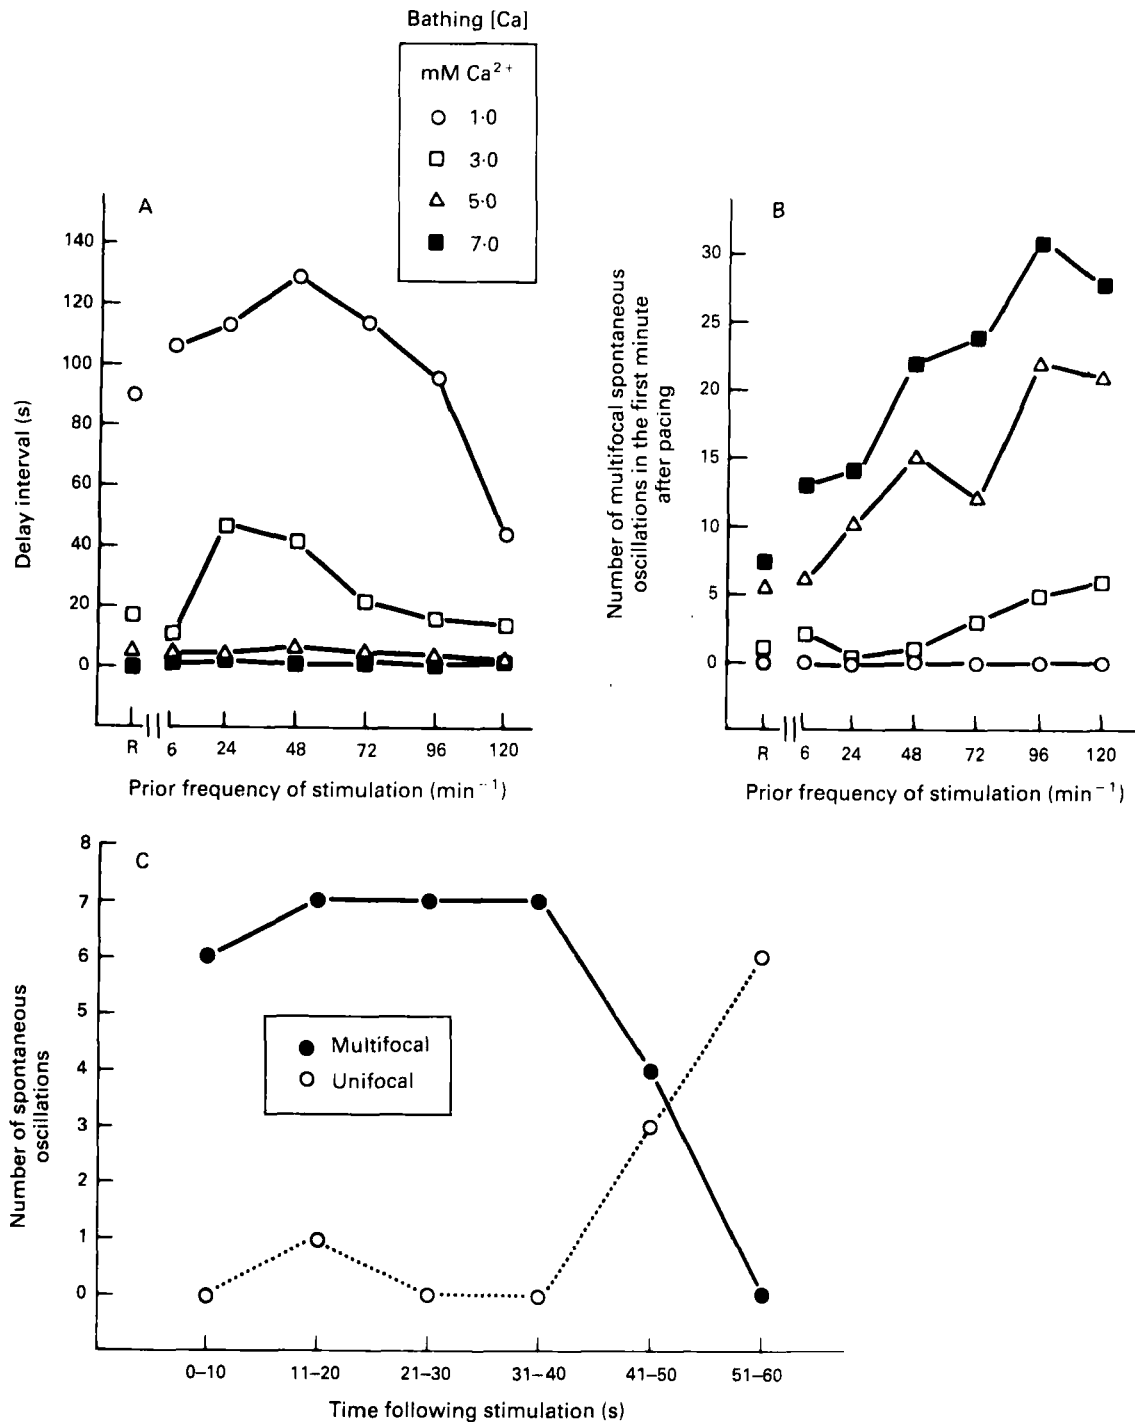 Bathing [Ca]
mM Ca²⁺
1·0
3·0
5·0
7·0
A
140
120
100
80
60
40
20
0
Delay interval (s)
R
6
24
48
72
96
120
Prior frequency of stimulation (min⁻¹)
B
30
25
20
15
10
5
0
Number of multifocal spontaneous
oscillations in the first minute
after pacing
R
6
24
48
72
96
120
Prior frequency of stimulation (min⁻¹)
C
8
7
6
5
4
3
2
1
0
Number of spontaneous
oscillations
Multifocal
Unifocal
0–10
11–20
21–30
31–40
41–50
51–60
Time following stimulation (s)